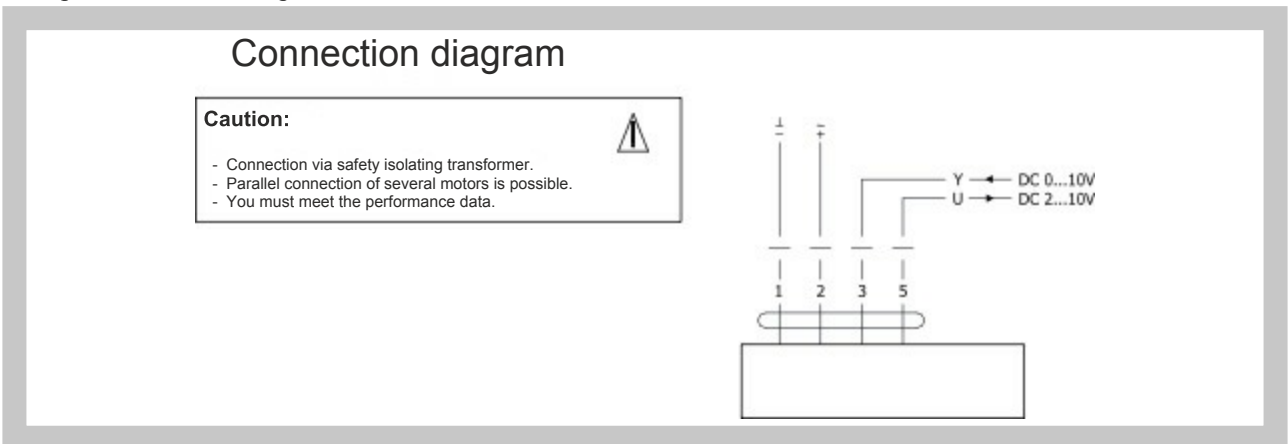 Connection diagram
Caution:
- Connection via safety isolating transformer.
- Parallel connection of several motors is possible.
- You must meet the performance data.
Y DC 0...10V
U DC 2...10V
1 2 3 5